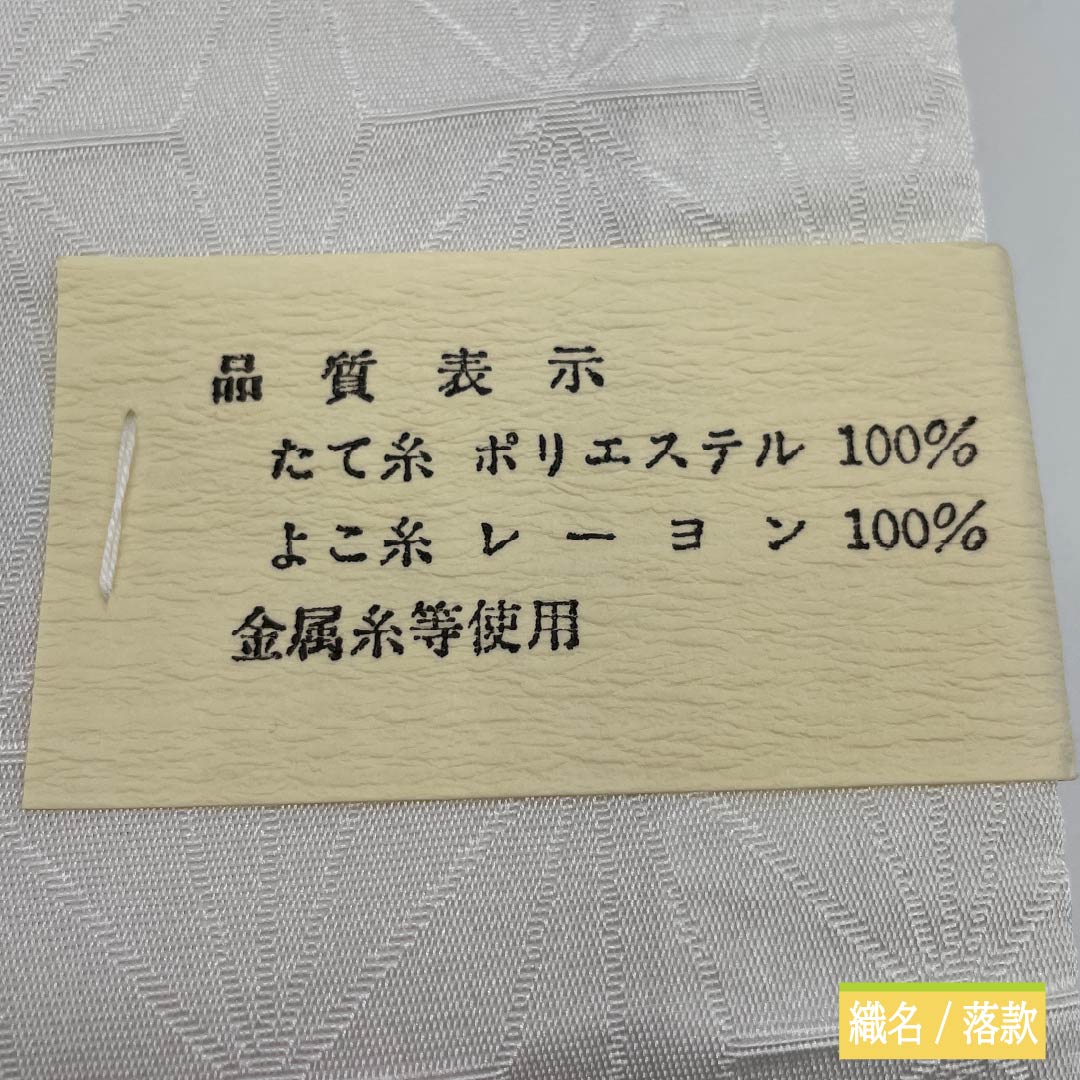 品質表示
たて糸 ポリエステル 100%
よこ糸 レーヨン 100%
金属糸等使用
織名 / 落款